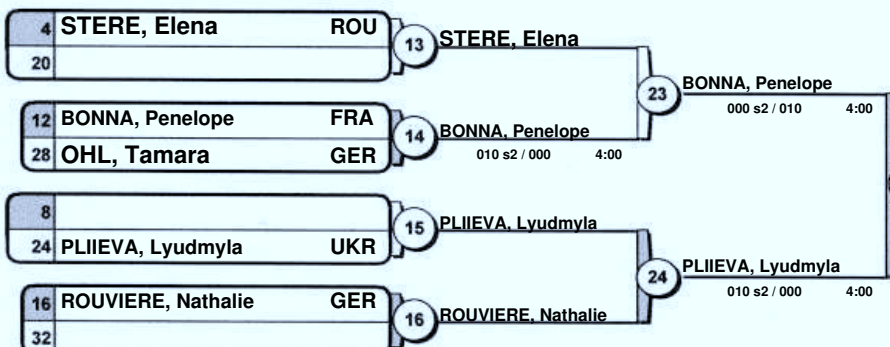 4 STERE, Elena ROU
20
13 STERE, Elena
12 BONNA, Penelope FRA
28 OHL, Tamara GER
14 BONNA, Penelope
010 s2 / 000 4:00
23 BONNA, Penelope
000 s2 / 010 4:00
8
24 PLIIEVA, Lyudmyla UKR
15 PLIIEVA, Lyudmyla
16 ROUVIERE, Nathalie GER
32
16 ROUVIERE, Nathalie
24 PLIIEVA, Lyudmyla
010 s2 / 000 4:00